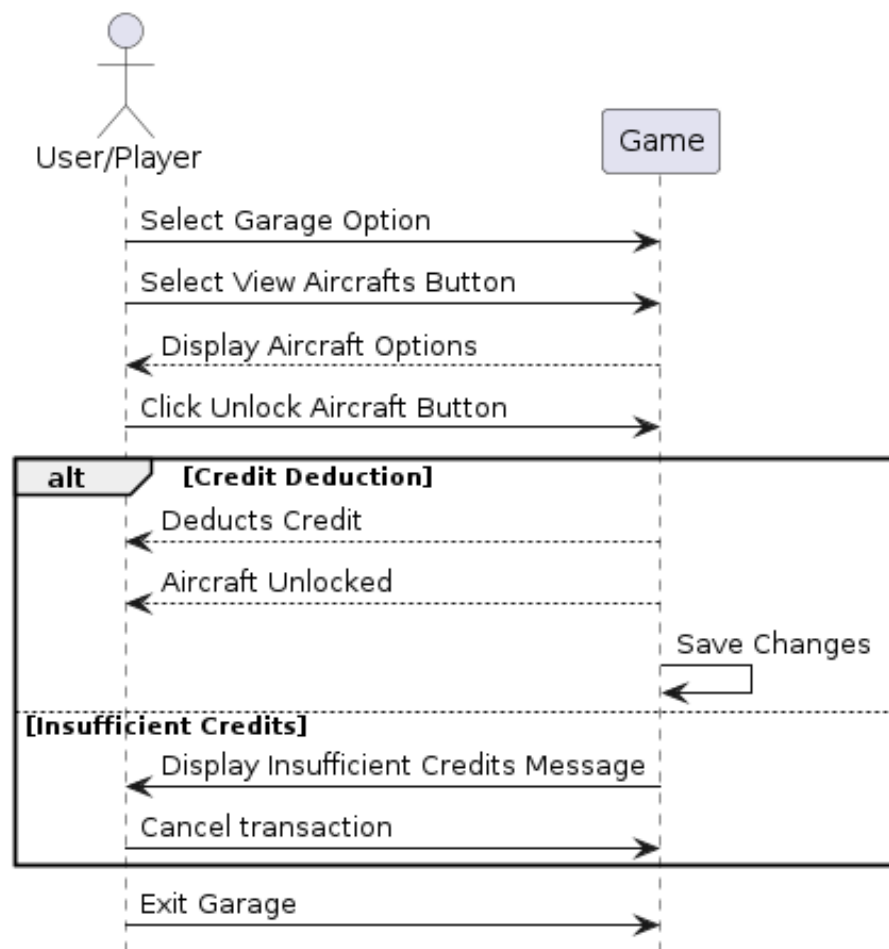 User/Player
Game
Select Garage Option
Select View Aircrafts Button
Display Aircraft Options
Click Unlock Aircraft Button
alt [Credit Deduction]
Deducts Credit
Aircraft Unlocked
Save Changes
[Insufficient Credits]
Display Insufficient Credits Message
Cancel transaction
Exit Garage